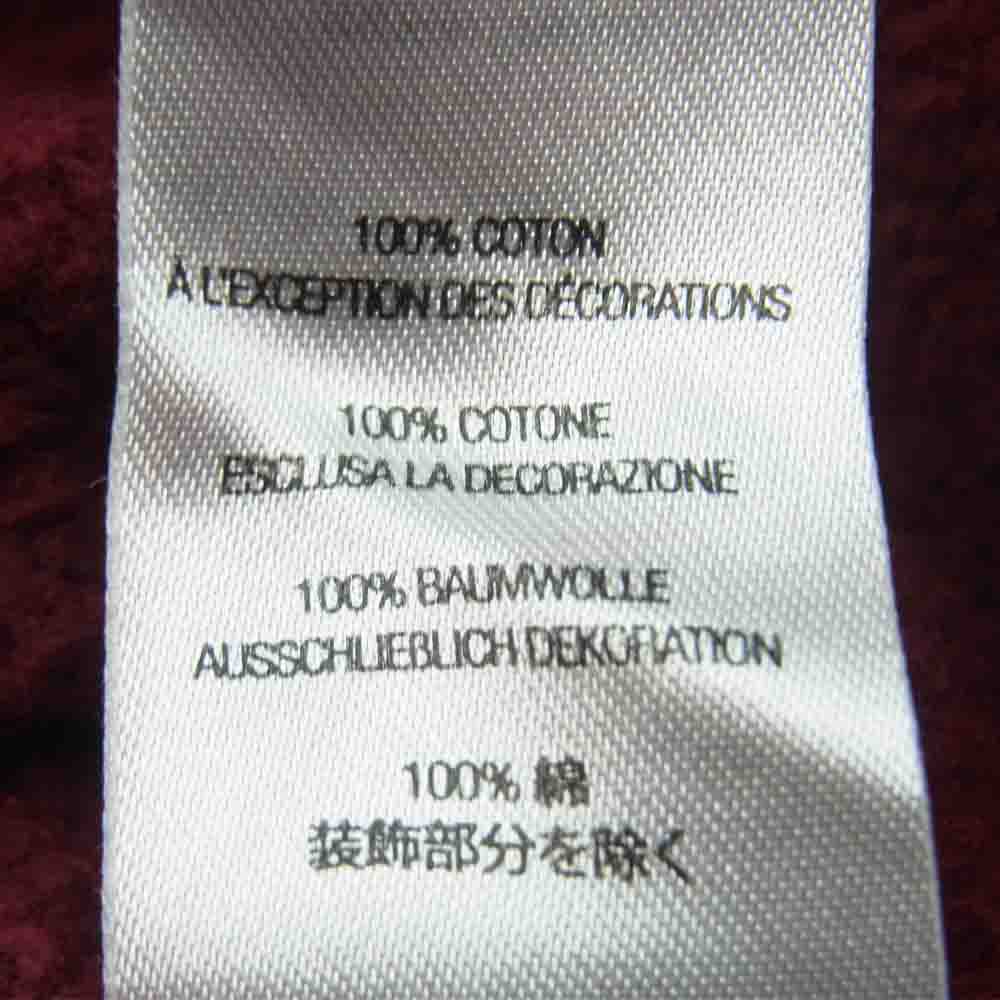 100% COTON
À L'EXCEPTION DES DÉCORATIONS
100% COTONE
ESCLUSA LA DECORAZIONE
100% BAUMWOLLE
AUSSCHLIEBLICH DEKORATION
100% 綿
装飾部分を除く